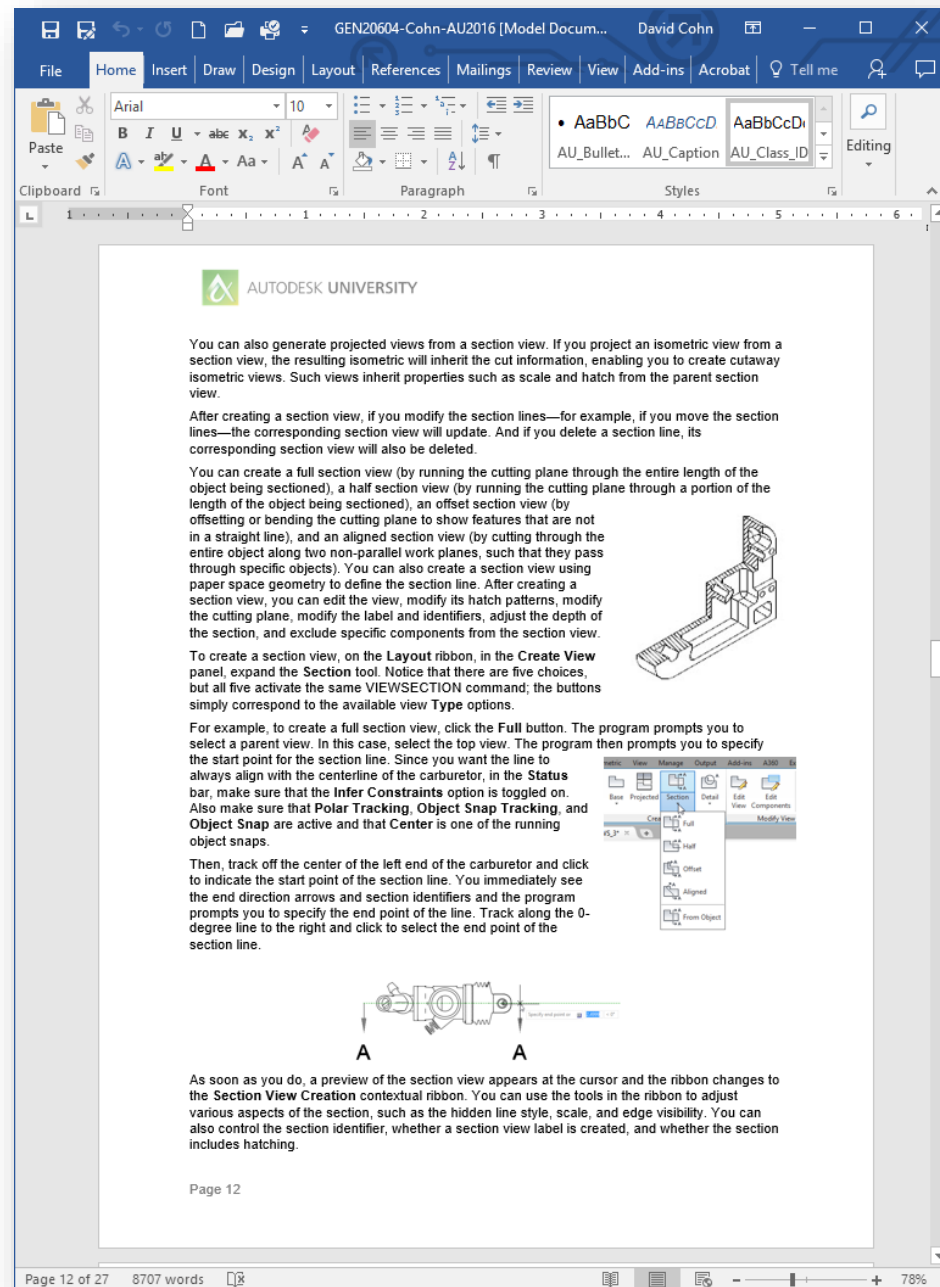 GEN20604-Cohn-AU2016 [Model Docum... David Cohn
File Home Insert Draw Design Layout References Mailings Review View Add-ins Acrobat Tell me
Paste
Arial 10
B I U abc X₂ X²
A aby A Aa A A
AaBbC AABBCCD AaBbCcDi
AU_Bullet... AU_Caption AU_Class_ID
Editing
Clipboard Font Paragraph Styles
L 1 1 2 3 4 5 6
AUTODESK UNIVERSITY
You can also generate projected views from a section view. If you project an isometric view from a
section view, the resulting isometric will inherit the cut information, enabling you to create cutaway
isometric views. Such views inherit properties such as scale and hatch from the parent section
view.
After creating a section view, if you modify the section lines—for example, if you move the section
lines—the corresponding section view will update. And if you delete a section line, its
corresponding section view will also be deleted.
You can create a full section view (by running the cutting plane through the entire length of the
object being sectioned), a half section view (by running the cutting plane through a portion of the
length of the object being sectioned), an offset section view (by
offsetting or bending the cutting plane to show features that are not
in a straight line), and an aligned section view (by cutting through the
entire object along two non-parallel work planes, such that they pass
through specific objects). You can also create a section view using
paper space geometry to define the section line. After creating a
section view, you can edit the view, modify its hatch patterns, modify
the cutting plane, modify the label and identifiers, adjust the depth of
the section, and exclude specific components from the section view.
To create a section view, on the Layout ribbon, in the Create View
panel, expand the Section tool. Notice that there are five choices,
but all five activate the same VIEWSECTION command; the buttons
simply correspond to the available view Type options.
For example, to create a full section view, click the Full button. The program prompts you to
select a parent view. In this case, select the top view. The program then prompts you to specify
the start point for the section line. Since you want the line to
always align with the centerline of the carburetor, in the Status
bar, make sure that the Infer Constraints option is toggled on.
Also make sure that Polar Tracking, Object Snap Tracking, and
Object Snap are active and that Center is one of the running
object snaps.
metric View Manage Output Add-ins A360
Base Projected Section Detail Edit Edit
View Components
Crea Modify View
Full
Half
Offset
Aligned
From Object
Then, track off the center of the left end of the carburetor and click
to indicate the start point of the section line. You immediately see
the end direction arrows and section identifiers and the program
prompts you to specify the end point of the line. Track along the 0-
degree line to the right and click to select the end point of the
section line.
Specify end point or
A A
As soon as you do, a preview of the section view appears at the cursor and the ribbon changes to
the Section View Creation contextual ribbon. You can use the tools in the ribbon to adjust
various aspects of the section, such as the hidden line style, scale, and edge visibility. You can
also control the section identifier, whether a section view label is created, and whether the section
includes hatching.
Page 12
Page 12 of 27 8707 words 78%